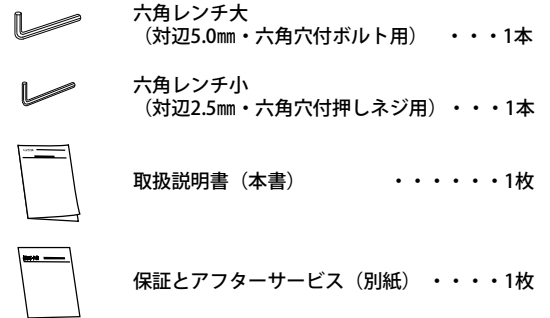 六角レンチ大
（対辺5.0㎜・六角穴付ボルト用）　・・・1本
六角レンチ小
（対辺2.5㎜・六角穴付押しネジ用）・・・1本
取扱説明書（本書）　・・・・・・1枚
保証とアフターサービス（別紙）　・・・・1枚